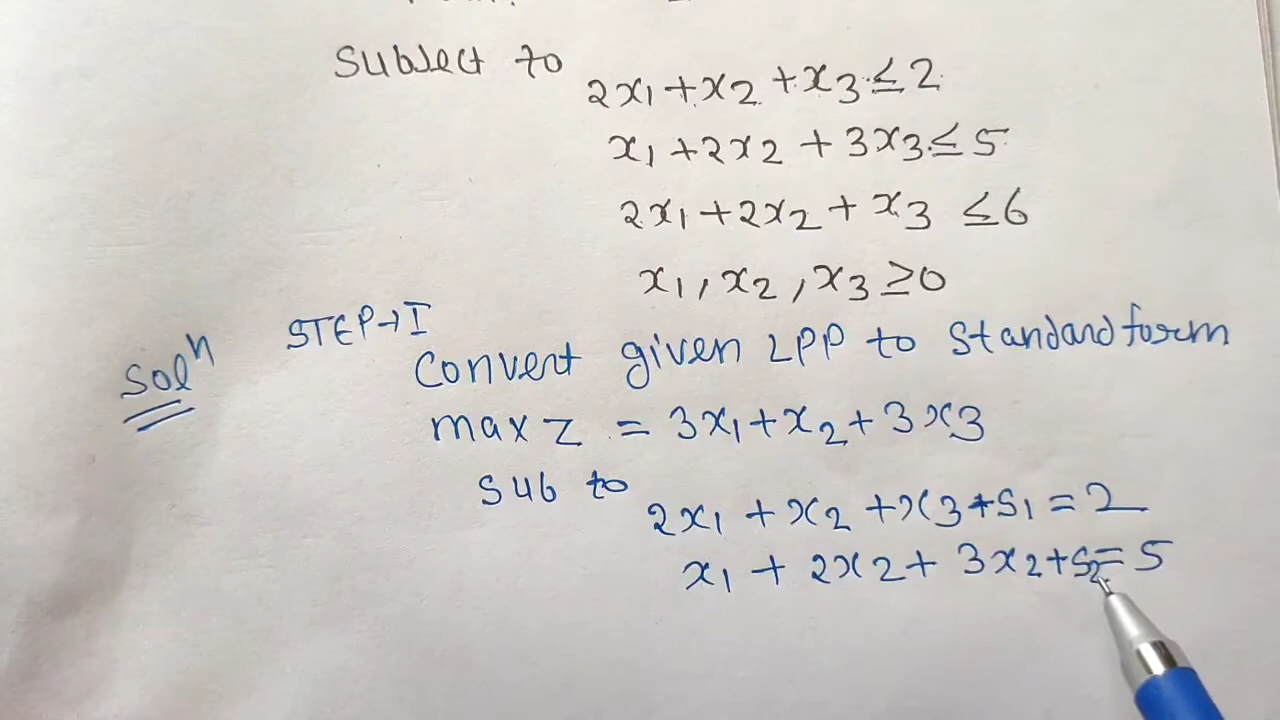 Subject to
2x₁ + x₂ + x₃ ≤ 2
x₁ + 2x₂ + 3x₃ ≤ 5
2x₁ + 2x₂ + x₃ ≤ 6
x₁, x₂, x₃ ≥ 0
Solⁿ STEP→I
Convert given LPP to standard form
max z = 3x₁ + x₂ + 3x₃
sub to
2x₁ + x₂ + x₃ + s₁ = 2
x₁ + 2x₂ + 3x₂ + s₂ = 5